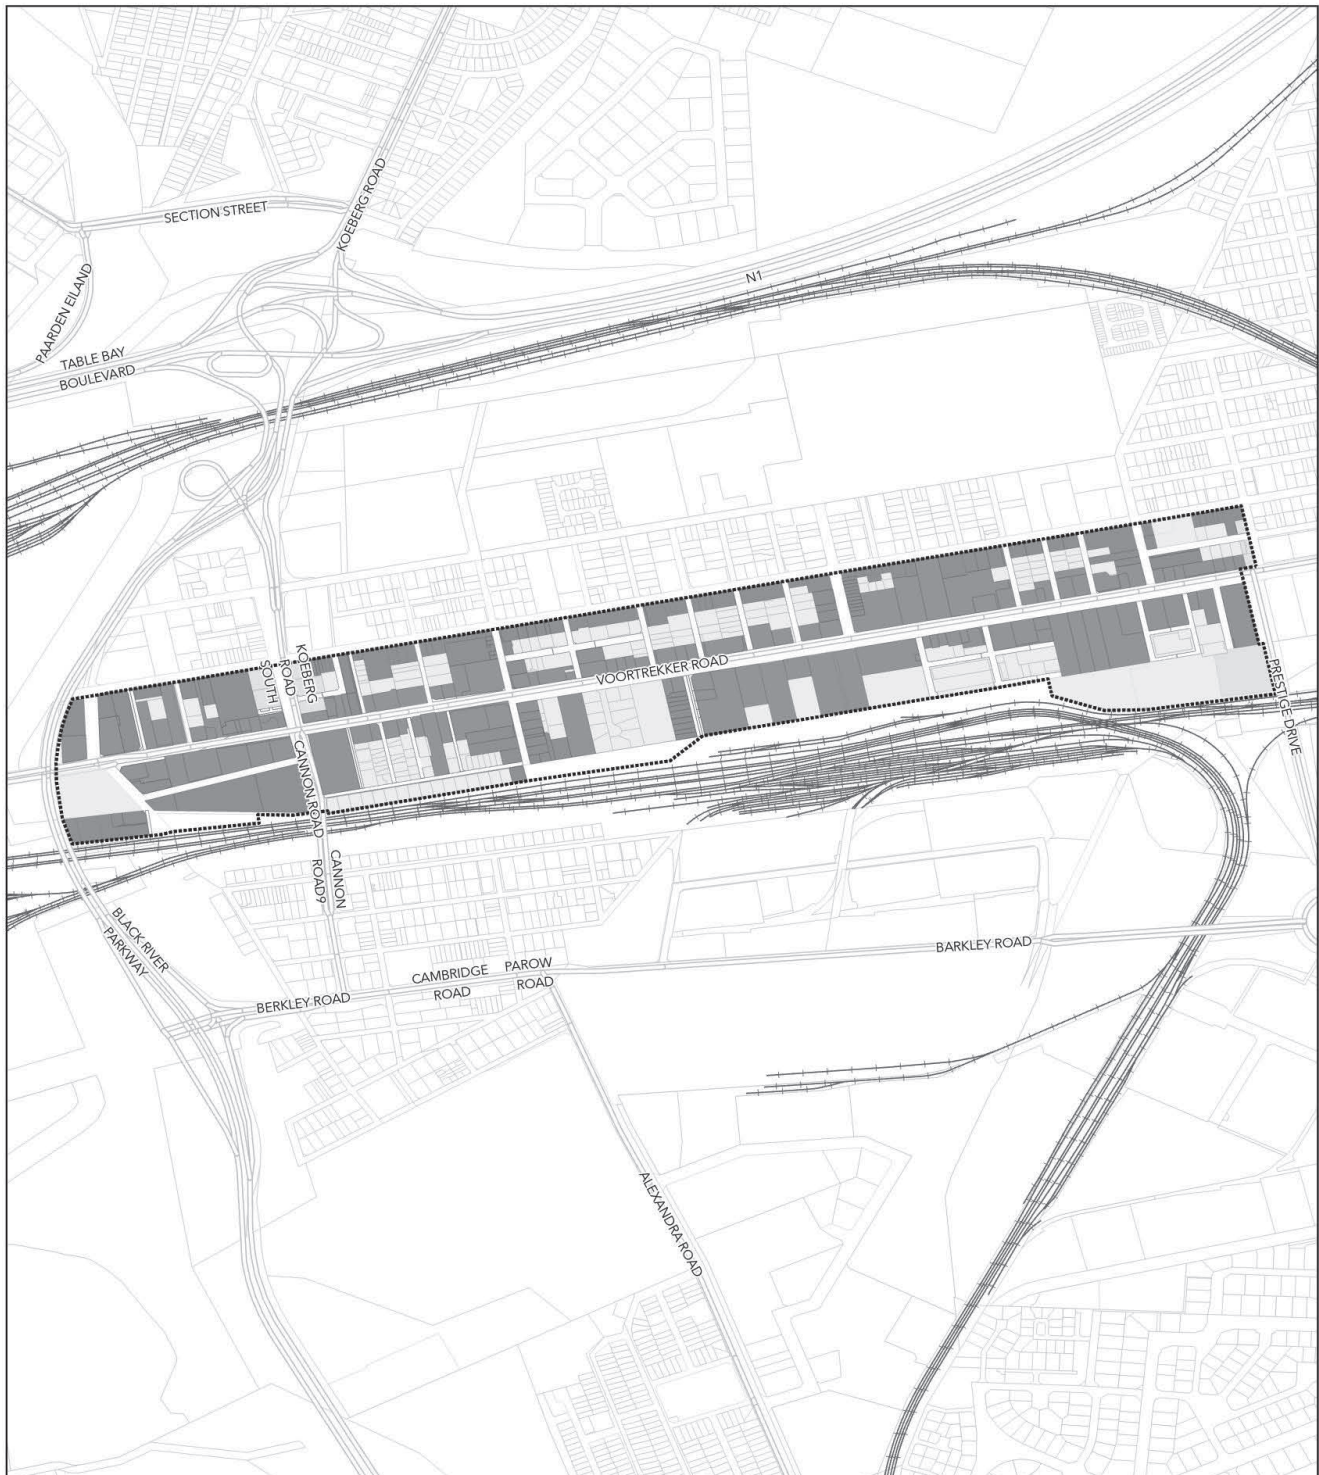 SECTION STREET
KOEBERG ROAD
PAARDEN EILAND
N1
TABLE BAY
BOULEVARD
KOEBERG
ROAD
SOUTH
VOORTREKKER ROAD
PRESTIGE DRIVE
CANNON ROAD
CANNON
ROAD9
BLACK RIVER
PARKWAY
BARKLEY ROAD
CAMBRIDGE
ROAD
PAROW
ROAD
BERKLEY ROAD
ALEXANDRA ROAD